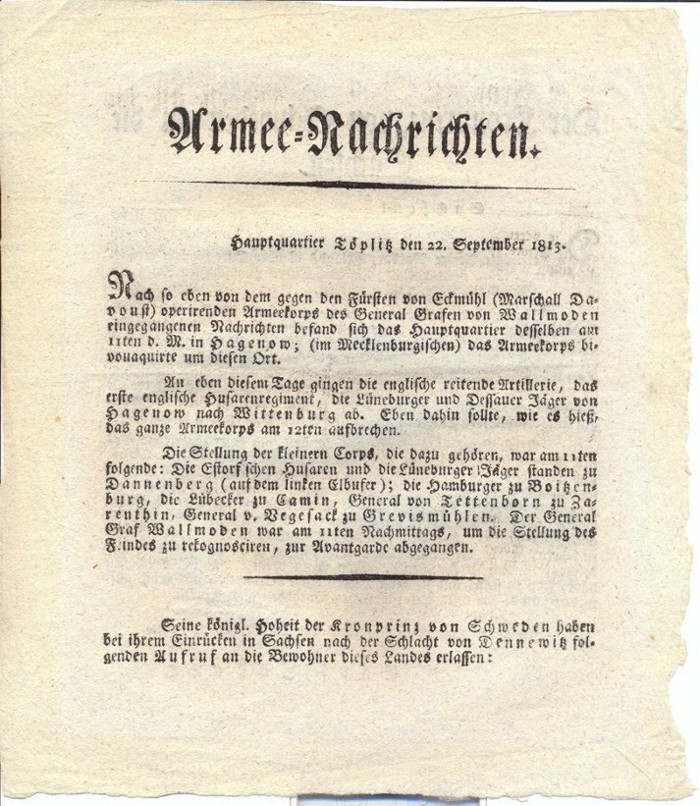 Armee-Nachrichten.
Hauptquartier Töplitz den 22. September 1813.
Nach so eben von dem gegen den Fürsten von Eckmühl (Marschall Da-
voust) operirenden Armeekorps des General Grafen von Wallmoden
eingegangenen Nachrichten befand sich das Hauptquartier desselben am
11ten d. M. in Hagenow; (im Mecklenburgischen) das Armeekorps bi-
vouaquirte um diesen Ort.
An eben diesem Tage gingen die englische reitende Artillerie, das
erste englische Husarenregiment, die Lüneburger und Dessauer Jäger von
Hagenow nach Wittenburg ab. Eben dahin sollte, wie es hieß,
das ganze Armeekorps am 12ten aufbrechen.
Die Stellung der kleinern Corps, die dazu gehören, war am 11ten
folgende: Die Estorf'schen Husaren und die Lüneburger Jäger standen zu
Dannenberg (auf dem linken Elbufer); die Hamburger zu Boitzen-
burg, die Lübecker zu Camin, General von Tettenborn zu Za-
renthin, General v. Vegesack zu Grevismühlen. Der General
Graf Wallmoden war am 11ten Nachmittags, um die Stellung des
Feindes zu rekognosciren, zur Avantgarde abgegangen.
Seine königl. Hoheit der Kronprinz von Schweden haben
bei ihrem Einrücken in Sachsen nach der Schlacht von Dennewitz fol-
genden Aufruf an die Bewohner dieses Landes erlassen: